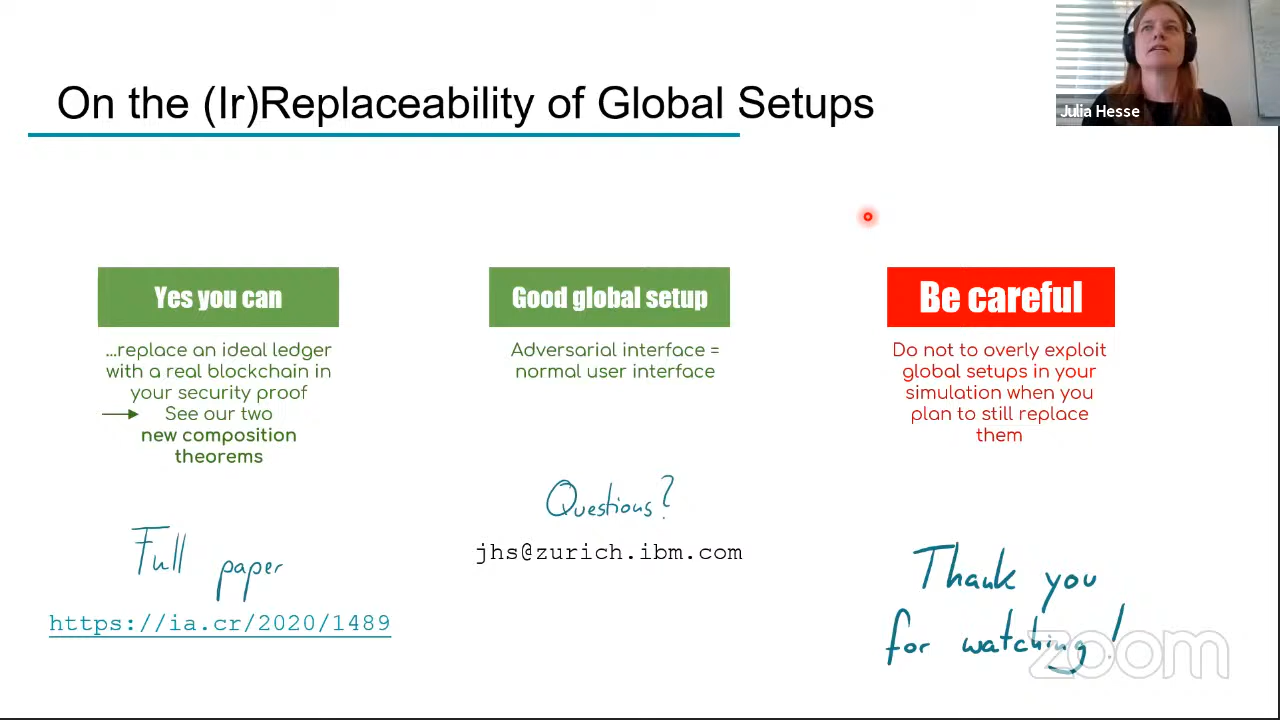 On the (Ir)Replaceability of Global Setups
Julia Hesse
Yes you can
...replace an ideal ledger
with a real blockchain in
your security proof
→ See our two
new composition
theorems
Good global setup
Adversarial interface =
normal user interface
Be careful
Do not to overly exploit
global setups in your
simulation when you
plan to still replace
them
Questions?
jhs@zurich.ibm.com
Full paper
https://ia.cr/2020/1489
Thank you
for watching!
zoom